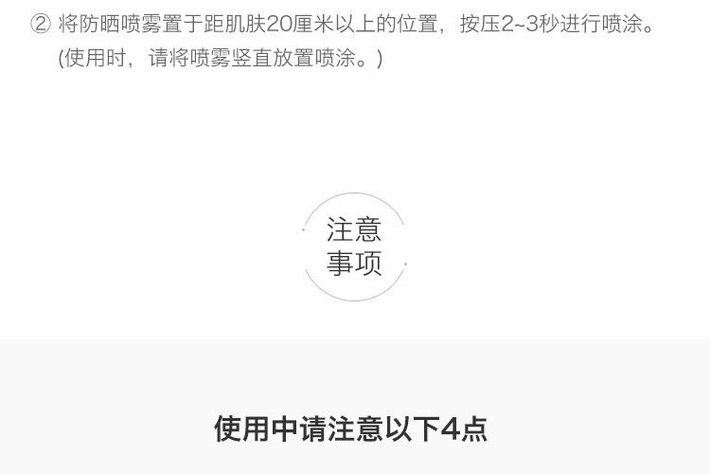 ② 将防晒喷雾置于距肌肤20厘米以上的位置，按压2~3秒进行喷涂。
(使用时，请将喷雾竖直放置喷涂。)
注意
事项
使用中请注意以下4点